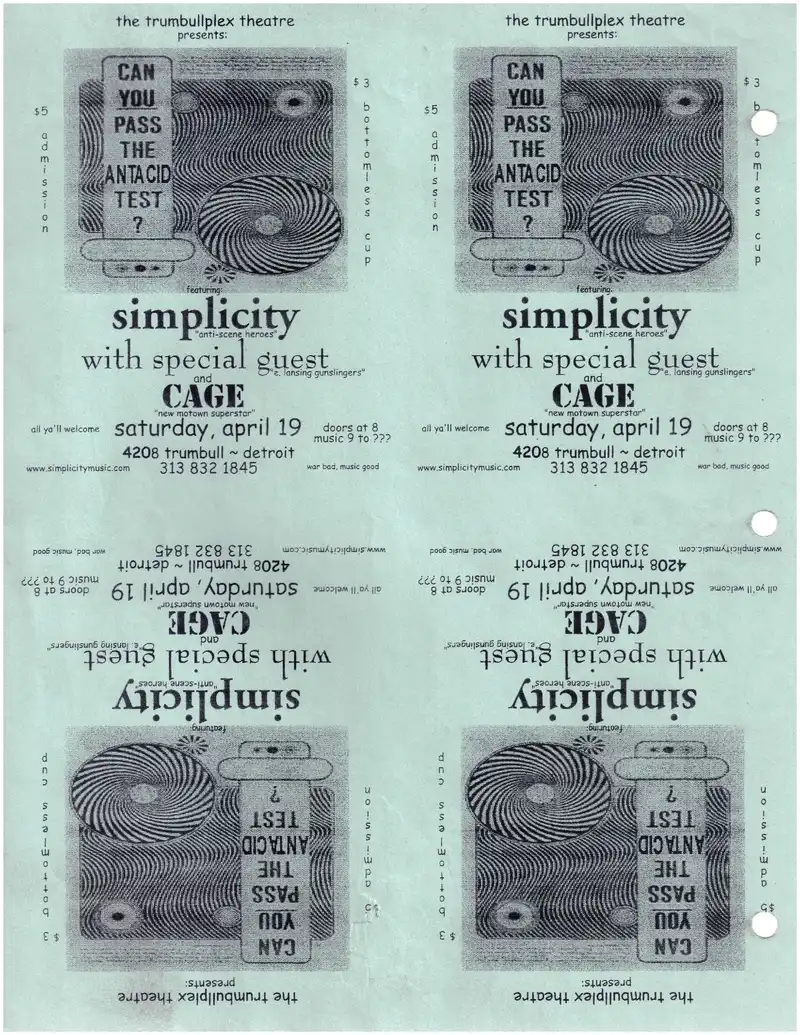 the trumbullplex theatre
presents:
$5 admission
$3 bottomless cup
CAN
YOU
PASS
THE
ANTACID
TEST
?
featuring:
simplicity
"anti-scene heroes"
with special guest
"e. lansing gunslingers"
and
CAGE
"new motown superstar"
all ya'll welcome
saturday, april 19
doors at 8
music 9 to ???
4208 trumbull ~ detroit
www.simplicitymusic.com
313 832 1845
war bad, music good
the trumbullplex theatre
presents:
$5 admission
$3 bottomless cup
CAN
YOU
PASS
THE
ANTACID
TEST
?
featuring:
simplicity
"anti-scene heroes"
with special guest
"e. lansing gunslingers"
and
CAGE
"new motown superstar"
all ya'll welcome
saturday, april 19
doors at 8
music 9 to ???
4208 trumbull ~ detroit
www.simplicitymusic.com
313 832 1845
war bad, music good
the trumbullplex theatre
presents:
$5 admission
$3 bottomless cup
CAN
YOU
PASS
THE
ANTACID
TEST
?
featuring:
simplicity
"anti-scene heroes"
with special guest
"e. lansing gunslingers"
and
CAGE
"new motown superstar"
all ya'll welcome
saturday, april 19
doors at 8
music 9 to ???
4208 trumbull ~ detroit
www.simplicitymusic.com
313 832 1845
war bad, music good
the trumbullplex theatre
presents:
$5 admission
$3 bottomless cup
CAN
YOU
PASS
THE
ANTACID
TEST
?
featuring:
simplicity
"anti-scene heroes"
with special guest
"e. lansing gunslingers"
and
CAGE
"new motown superstar"
all ya'll welcome
saturday, april 19
doors at 8
music 9 to ???
4208 trumbull ~ detroit
www.simplicitymusic.com
313 832 1845
war bad, music good